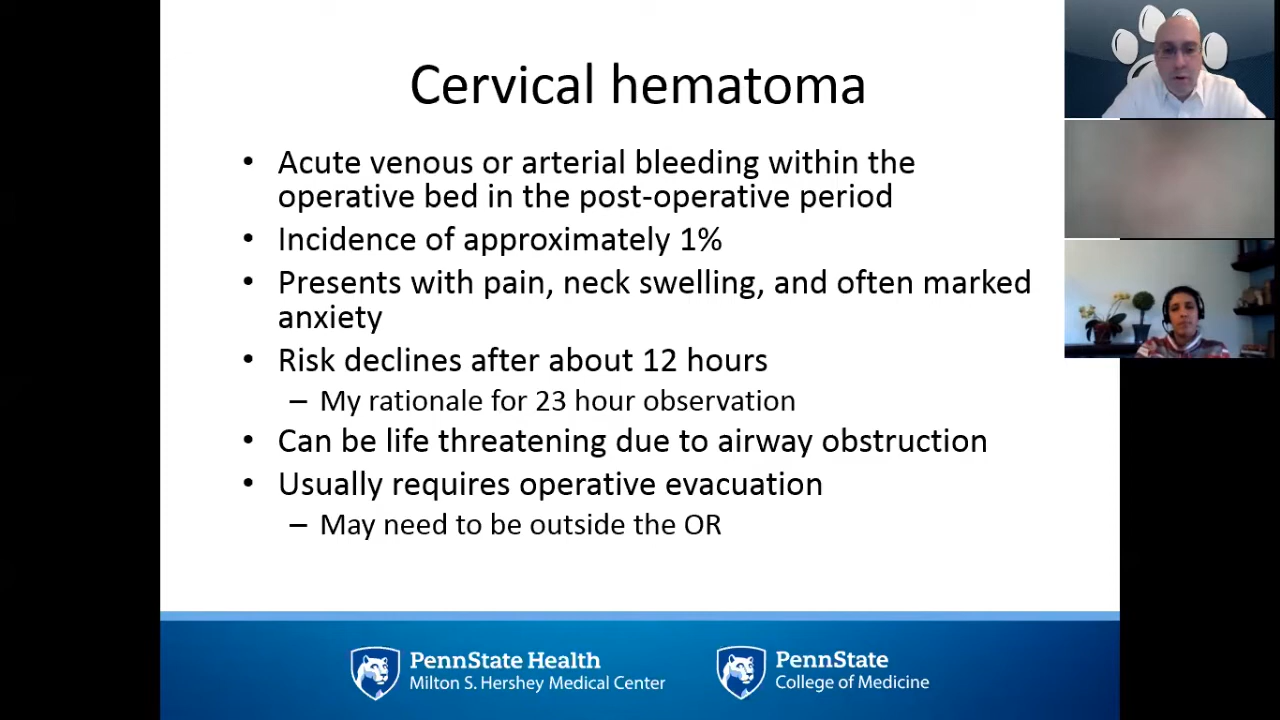 Cervical hematoma
• Acute venous or arterial bleeding within the
operative bed in the post-operative period
• Incidence of approximately 1%
• Presents with pain, neck swelling, and often marked
anxiety
• Risk declines after about 12 hours
– My rationale for 23 hour observation
• Can be life threatening due to airway obstruction
• Usually requires operative evacuation
– May need to be outside the OR
PennState Health
Milton S. Hershey Medical Center
PennState
College of Medicine